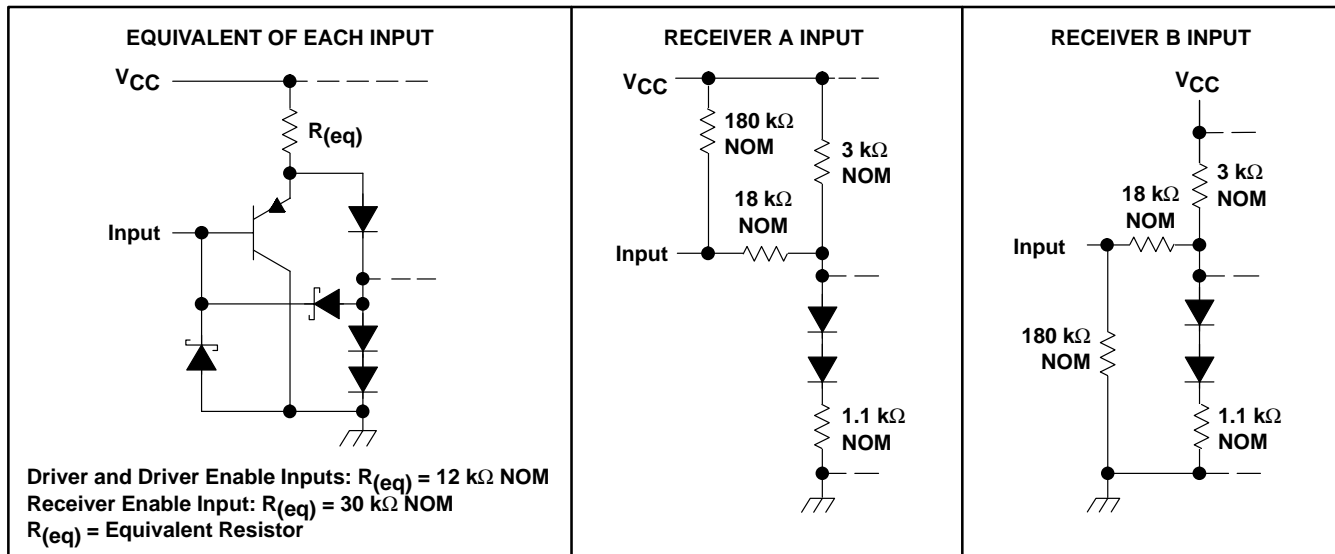 EQUIVALENT OF EACH INPUT
VCC
R(eq)
Input
Driver and Driver Enable Inputs: R(eq) = 12 kΩ NOM
Receiver Enable Input: R(eq) = 30 kΩ NOM
R(eq) = Equivalent Resistor
RECEIVER A INPUT
VCC
180 kΩ
NOM
3 kΩ
NOM
18 kΩ
NOM
Input
1.1 kΩ
NOM
RECEIVER B INPUT
VCC
3 kΩ
NOM
18 kΩ
NOM
Input
180 kΩ
NOM
1.1 kΩ
NOM